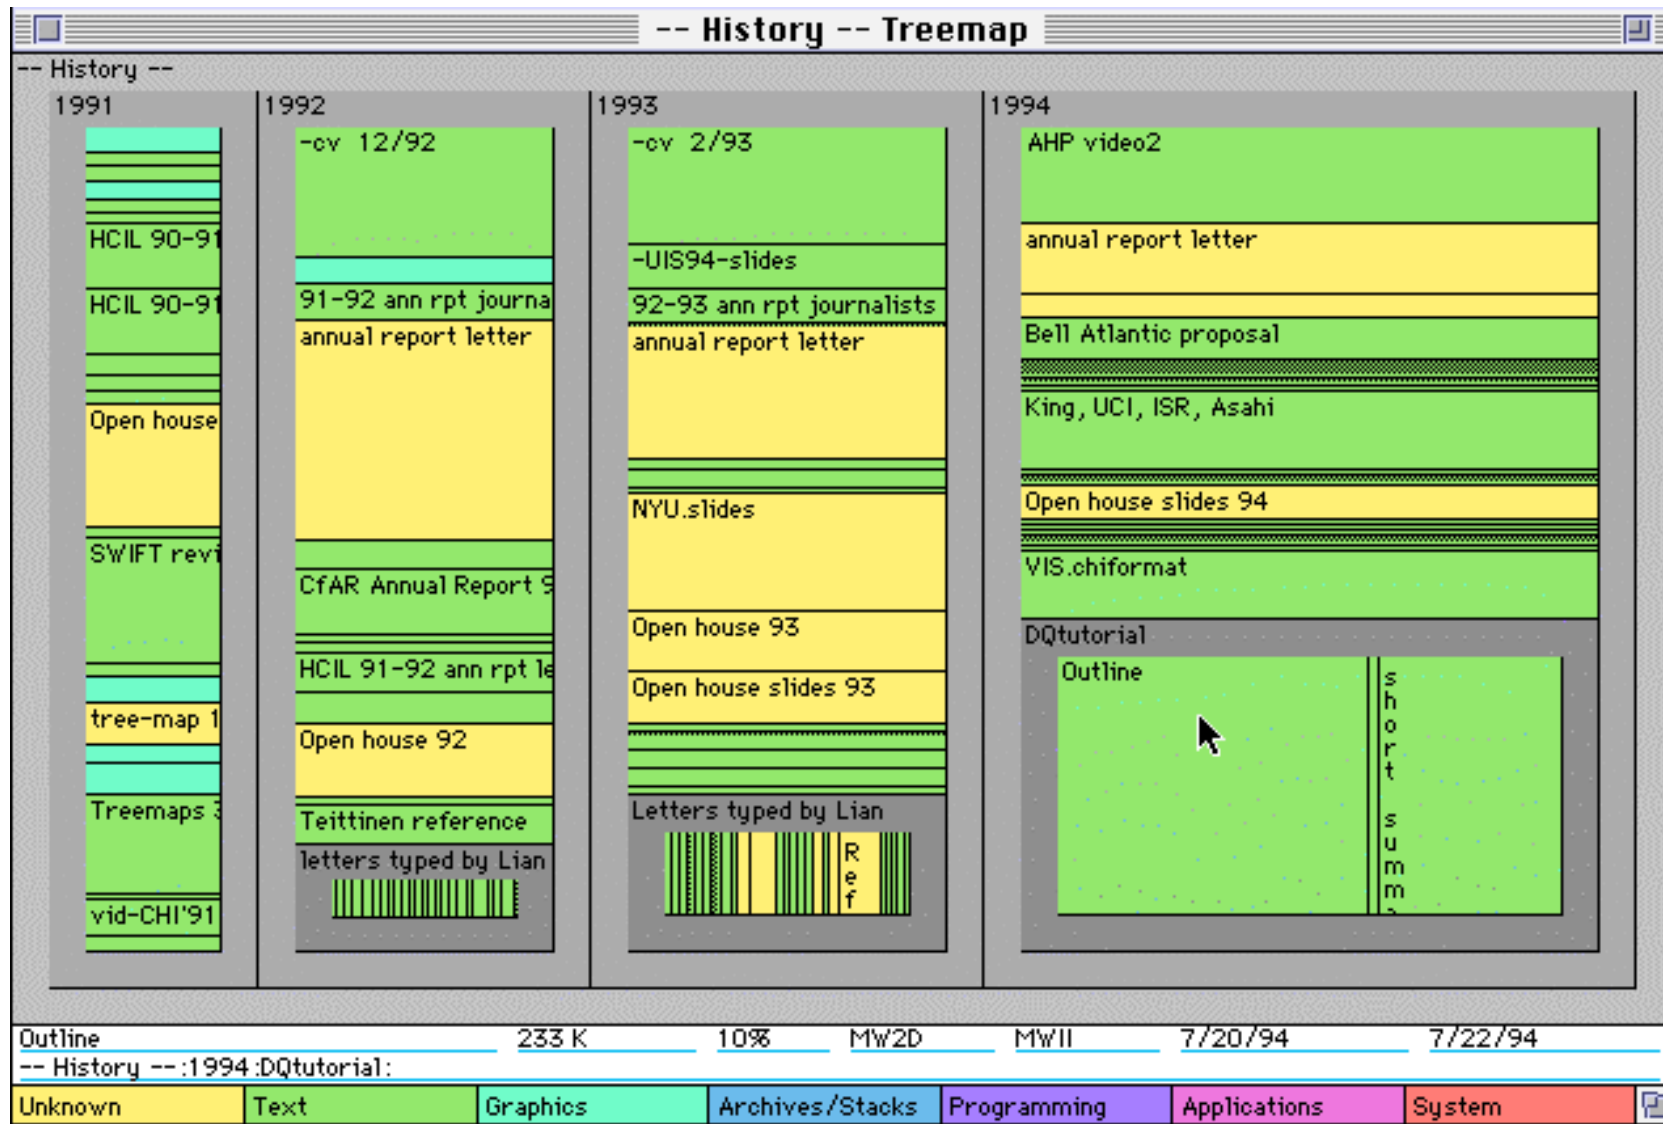 -- History -- Treemap
-- History --
1991
HCIL 90-91
HCIL 90-91
Open house
SWIFT revi
tree-map 1
Treemaps 3
vid-CHI'91
1992
-cv 12/92
91-92 ann rpt journa
annual report letter
CfAR Annual Report 9
HCIL 91-92 ann rpt le
Open house 92
Teittinen reference
letters typed by Lian
1993
-cv 2/93
-UIS94-slides
92-93 ann rpt journalists
annual report letter
NYU.slides
Open house 93
Open house slides 93
Letters typed by Lian
Ref
1994
AHP video2
annual report letter
Bell Atlantic proposal
King, UCI, ISR, Asahi
Open house slides 94
VIS.chiformat
DQtutorial
Outline
short summ
Outline 233 K 10% MW2D MWII 7/20/94 7/22/94
-- History --:1994:DQtutorial:
Unknown Text Graphics Archives/Stacks Programming Applications System